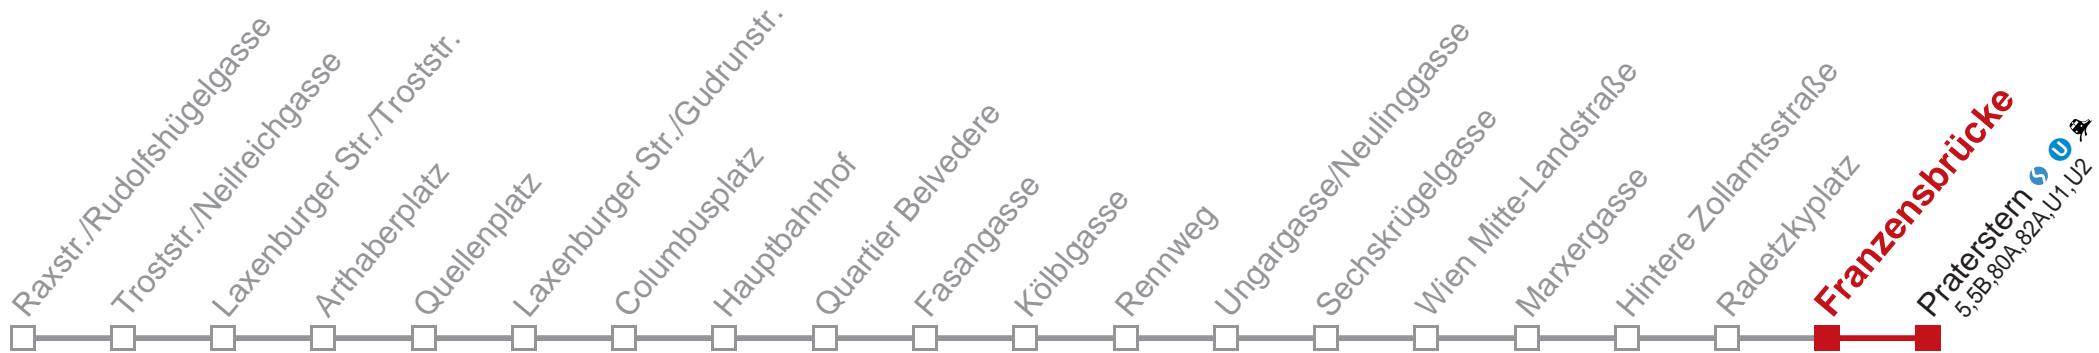 Raxstr./Rudolfshügelgasse
Troststr./Neilreichgasse
Laxenburger Str./Troststr.
Arthaberplatz
Quellenplatz
Laxenburger Str./Gudrunstr.
Columbusplatz
Hauptbahnhof
Quartier Belvedere
Fasangasse
Kölblgasse
Rennweg
Ungargasse/Neulinggasse
Sechskrügelgasse
Wien Mitte-Landstraße
Marxergasse
Hintere Zollamtsstraße
Radetzkyplatz
Franzensbrücke
Praterstern S U
5,5B,80A,82A,U1,U2